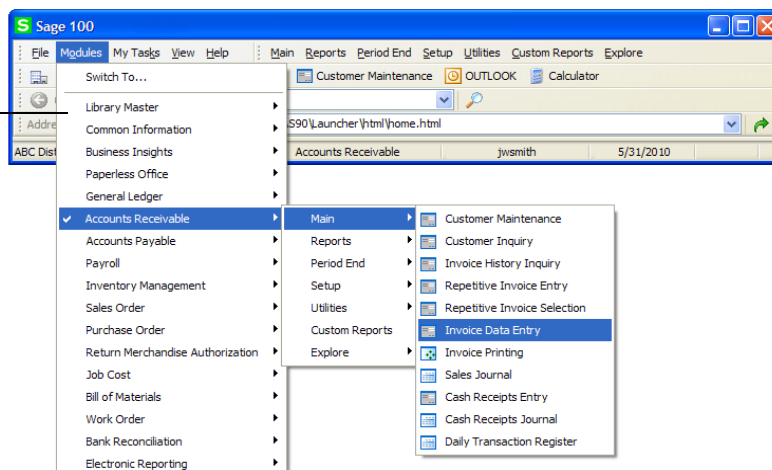 Sage 100
File Modules My Tasks View Help Main Reports Period End Setup Utilities Custom Reports Explore
Switch To...
Customer Maintenance OUTLOOK Calculator
Library Master
Addre S90\Launcher\html\home.html
Common Information
ABC Dist Business Insights Accounts Receivable jwsmith 5/31/2010
Paperless Office
General Ledger
Accounts Receivable Main Customer Maintenance
Accounts Payable Reports Customer Inquiry
Payroll Period End Invoice History Inquiry
Inventory Management Setup Repetitive Invoice Entry
Sales Order Utilities Repetitive Invoice Selection
Purchase Order Custom Reports Invoice Data Entry
Return Merchandise Authorization Explore Invoice Printing
Job Cost Sales Journal
Bill of Materials Cash Receipts Entry
Work Order Cash Receipts Journal
Bank Reconciliation Daily Transaction Register
Electronic Reporting